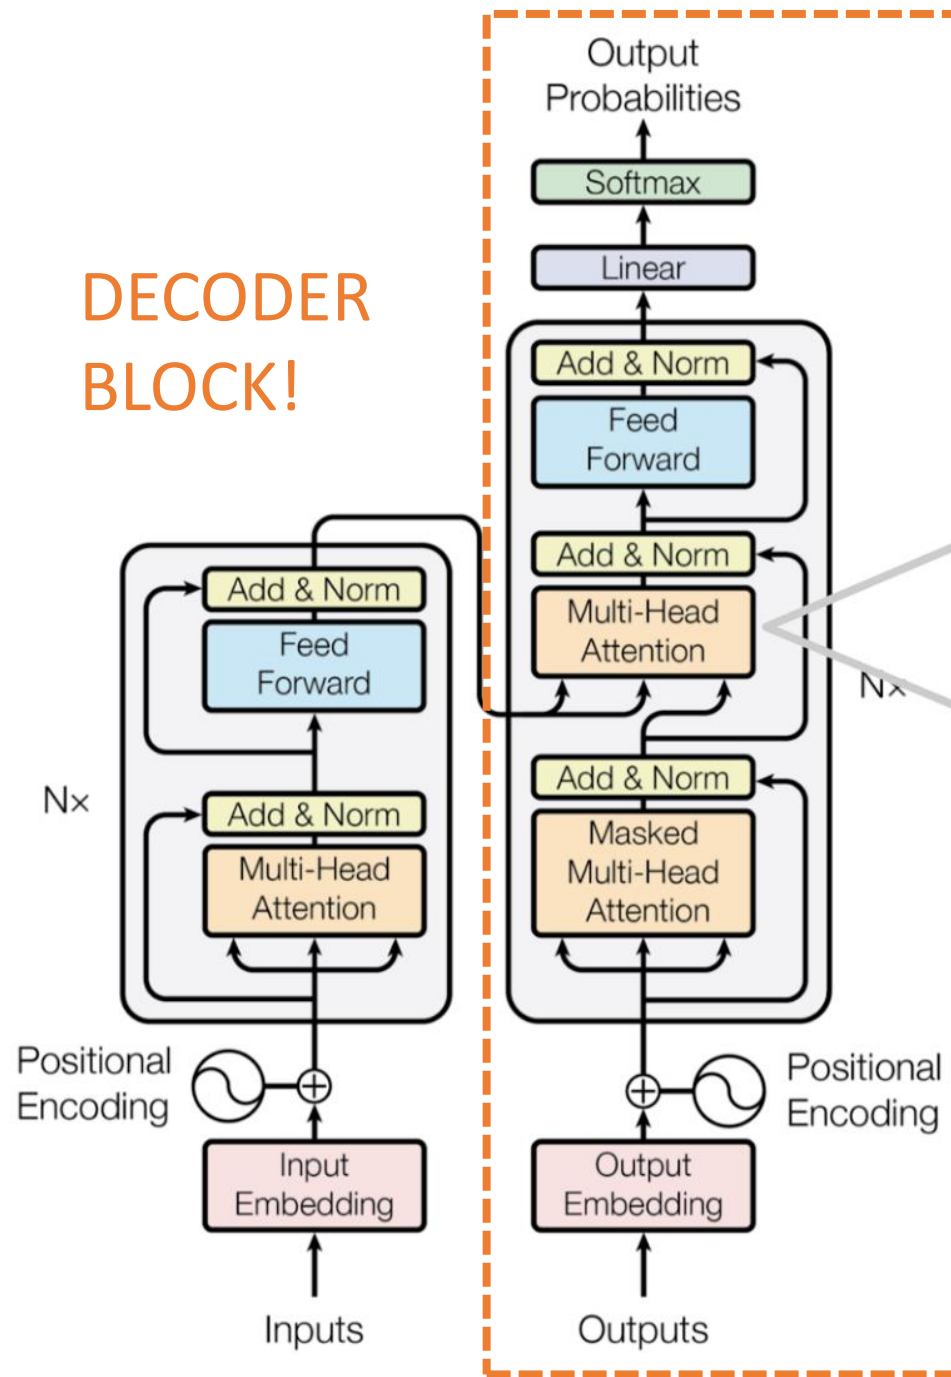 DECODER
BLOCK!
Output
Probabilities
Softmax
Linear
Add & Norm
Feed
Forward
Add & Norm
Multi-Head
Attention
N×
Add & Norm
Masked
Multi-Head
Attention
Positional
Encoding
Output
Embedding
Outputs
Add & Norm
Feed
Forward
N×
Add & Norm
Multi-Head
Attention
Positional
Encoding
Input
Embedding
Inputs